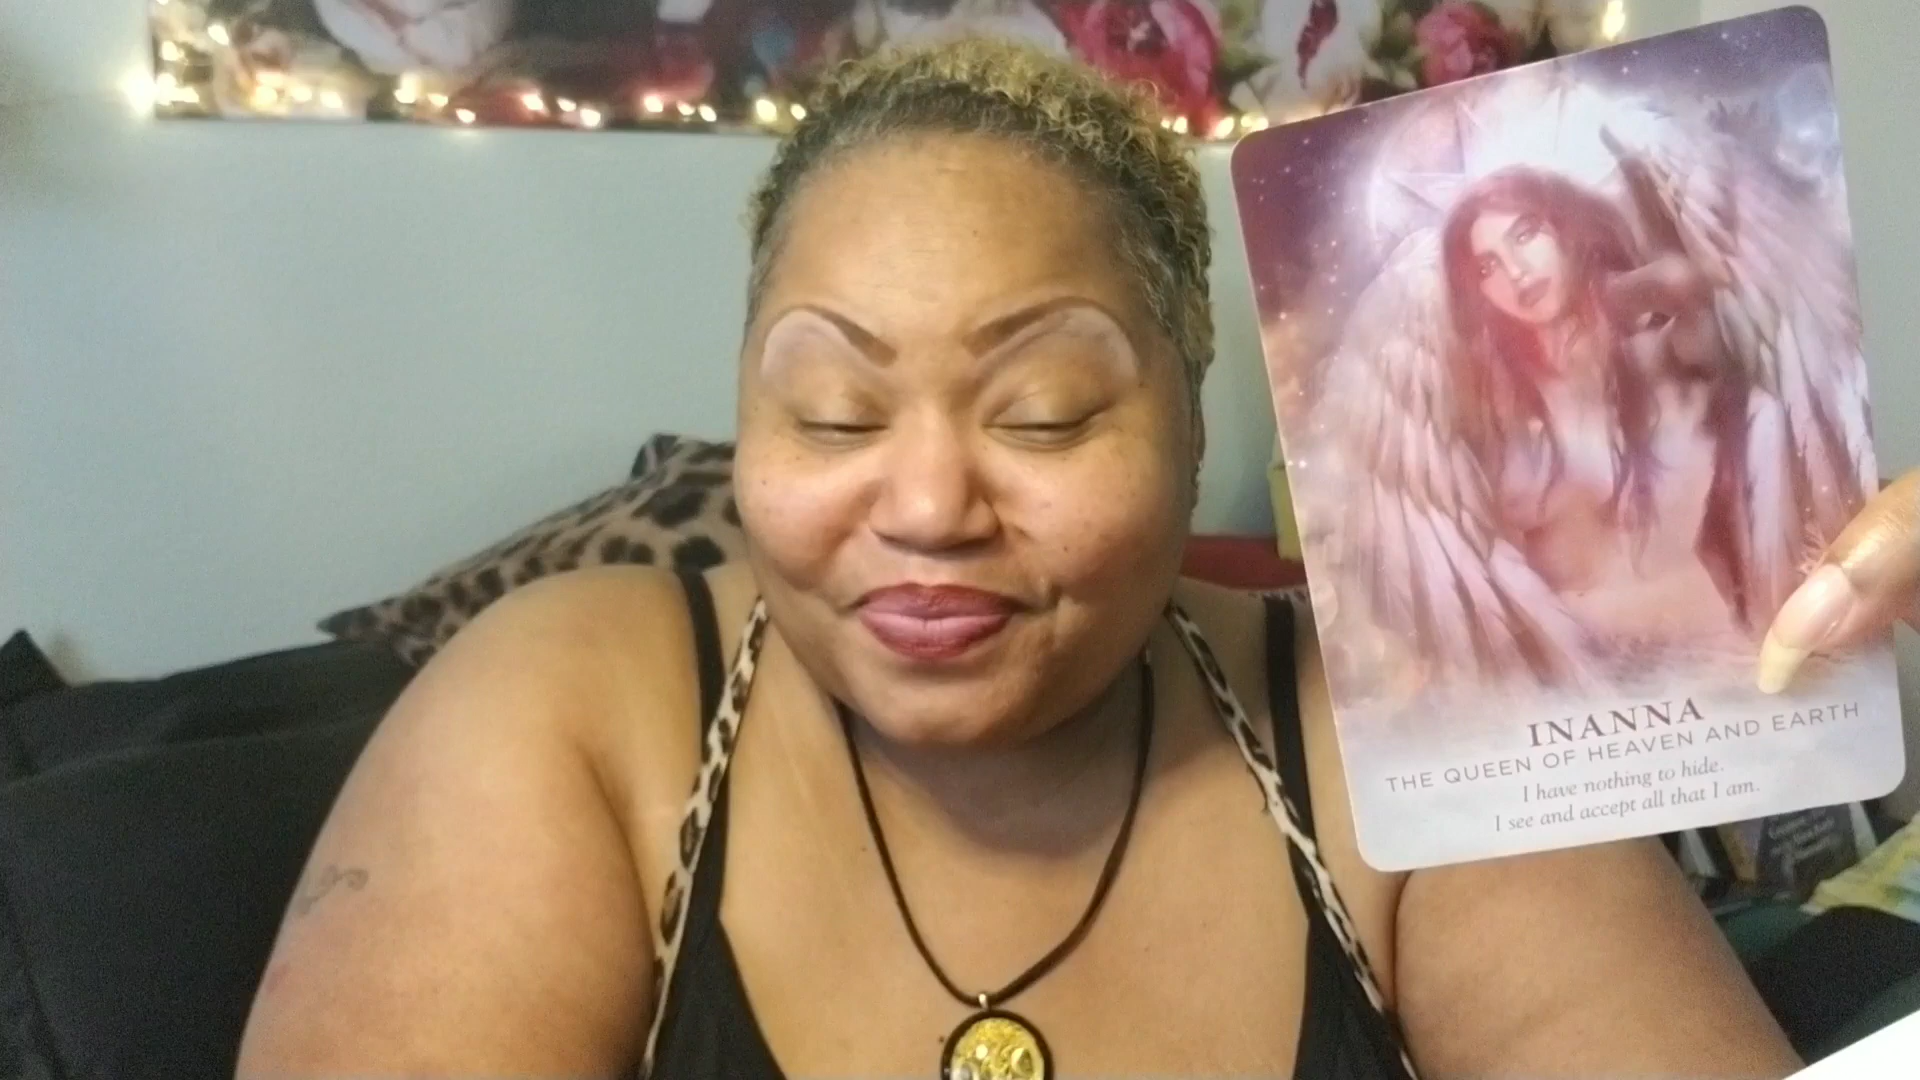 INANNA
THE QUEEN OF HEAVEN AND EARTH
I have nothing to hide.
I see and accept all that I am.